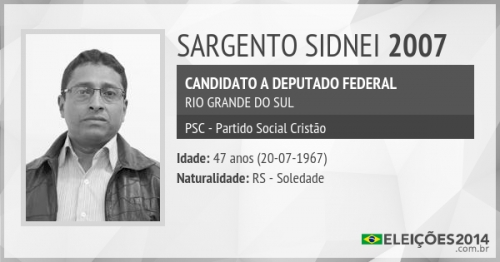 SARGENTO SIDNEI 2007
CANDIDATO A DEPUTADO FEDERAL
RIO GRANDE DO SUL
PSC - Partido Social Cristão
Idade: 47 anos (20-07-1967)
Naturalidade: RS - Soledade
ELEIÇÕES2014
.com.br